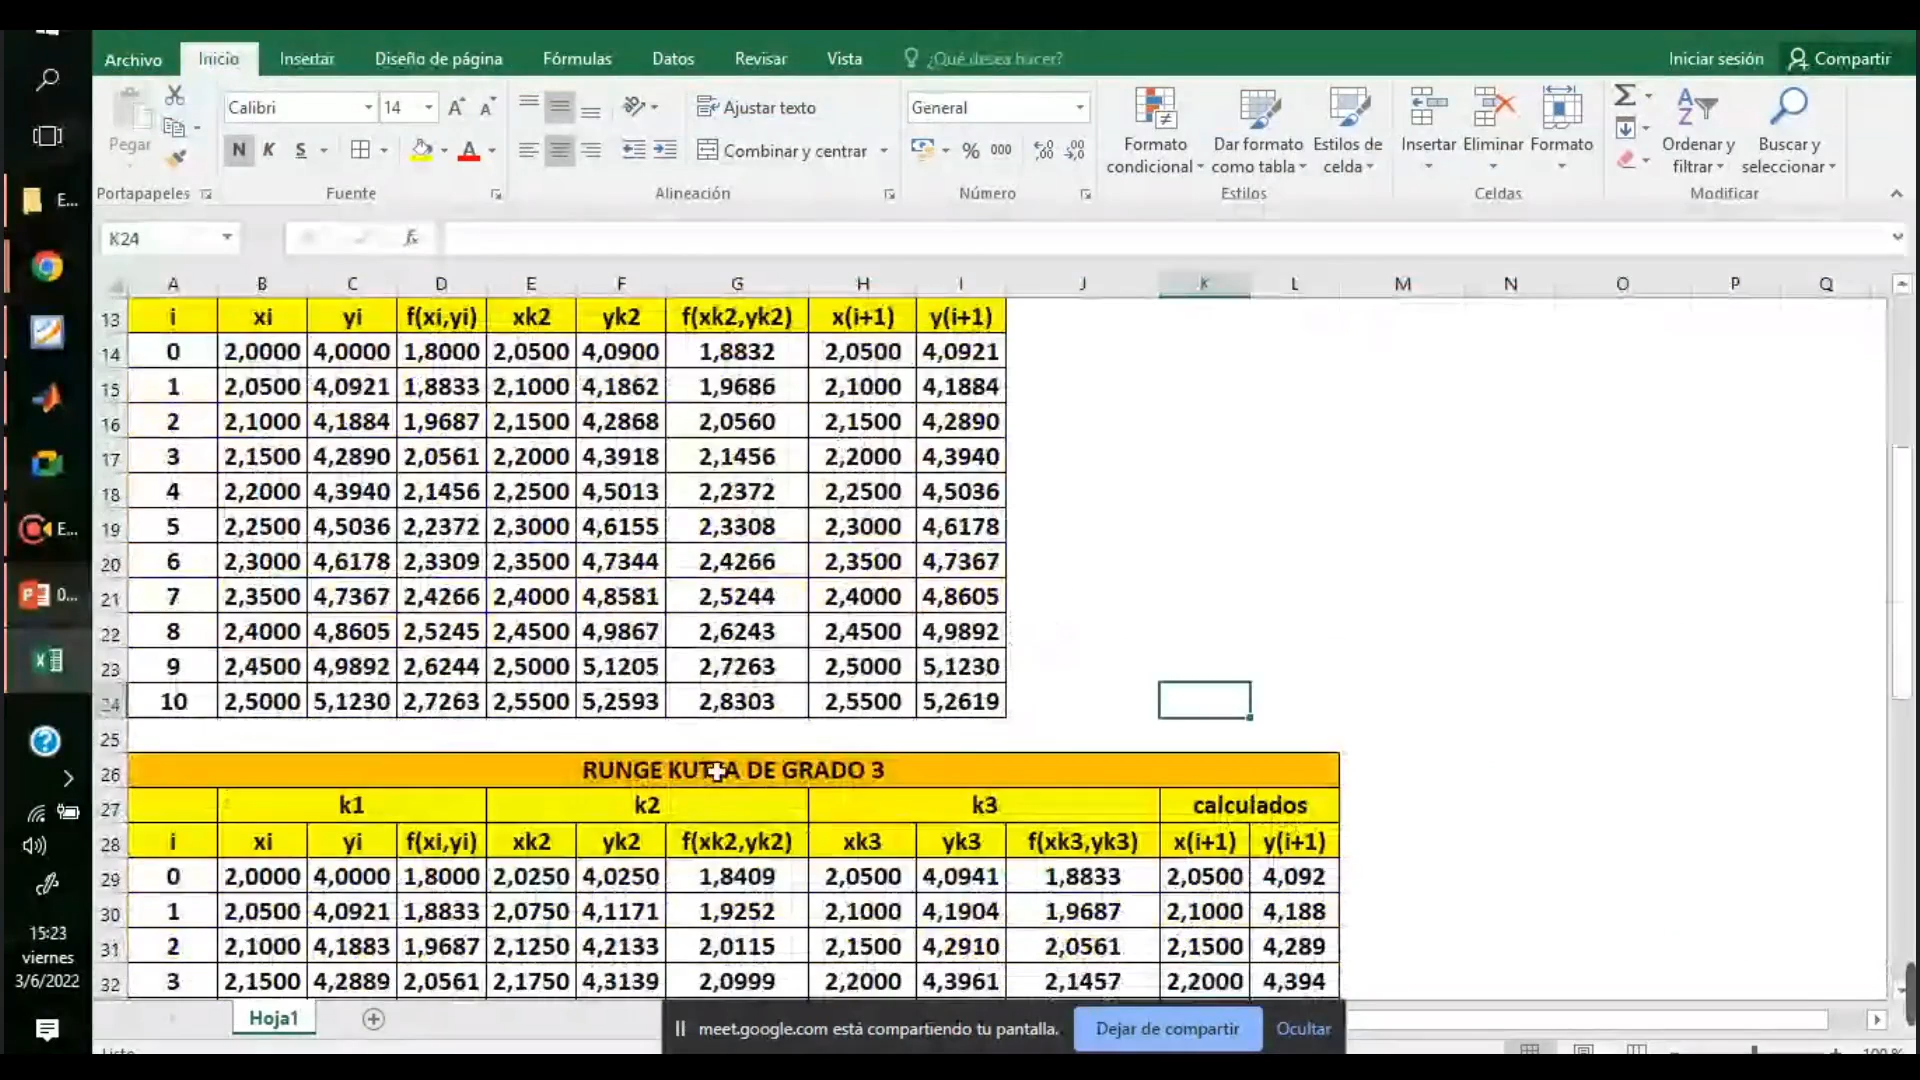 Archivo Inicio Insertar Diseño de página Fórmulas Datos Revisar Vista ¿Qué desea hacer? Iniciar sesión Compartir
Pegar Calibri 14 Ajustar texto General Formato condicional Dar formato como tabla Estilos de celda Insertar Eliminar Formato Ordenar y filtrar Buscar y seleccionar
N K S A Combinar y centrar % 000
Portapapeles Fuente Alineación Número Estilos Celdas Modificar
K24 fx
A B C D E F G H I J K L M N O P Q
13 i xi yi f(xi,yi) xk2 yk2 f(xk2,yk2) x(i+1) y(i+1)
14 0 2,0000 4,0000 1,8000 2,0500 4,0900 1,8832 2,0500 4,0921
15 1 2,0500 4,0921 1,8833 2,1000 4,1862 1,9686 2,1000 4,1884
16 2 2,1000 4,1884 1,9687 2,1500 4,2868 2,0560 2,1500 4,2890
17 3 2,1500 4,2890 2,0561 2,2000 4,3918 2,1456 2,2000 4,3940
18 4 2,2000 4,3940 2,1456 2,2500 4,5013 2,2372 2,2500 4,5036
19 5 2,2500 4,5036 2,2372 2,3000 4,6155 2,3308 2,3000 4,6178
20 6 2,3000 4,6178 2,3309 2,3500 4,7344 2,4266 2,3500 4,7367
21 7 2,3500 4,7367 2,4266 2,4000 4,8581 2,5244 2,4000 4,8605
22 8 2,4000 4,8605 2,5245 2,4500 4,9867 2,6243 2,4500 4,9892
23 9 2,4500 4,9892 2,6244 2,5000 5,1205 2,7263 2,5000 5,1230
24 10 2,5000 5,1230 2,7263 2,5500 5,2593 2,8303 2,5500 5,2619
25
26 RUNGE KUTTA DE GRADO 3
27 k1 k2 k3 calculados
28 i xi yi f(xi,yi) xk2 yk2 f(xk2,yk2) xk3 yk3 f(xk3,yk3) x(i+1) y(i+1)
29 0 2,0000 4,0000 1,8000 2,0250 4,0250 1,8409 2,0500 4,0941 1,8833 2,0500 4,092
30 1 2,0500 4,0921 1,8833 2,0750 4,1171 1,9252 2,1000 4,1904 1,9687 2,1000 4,188
31 2 2,1000 4,1883 1,9687 2,1250 4,2133 2,0115 2,1500 4,2910 2,0561 2,1500 4,289
32 3 2,1500 4,2889 2,0561 2,1750 4,3139 2,0999 2,2000 4,3961 2,1457 2,2000 4,394
Hoja1
meet.google.com está compartiendo tu pantalla. Dejar de compartir Ocultar
E...
E...
0...
15:23
viernes
3/6/2022